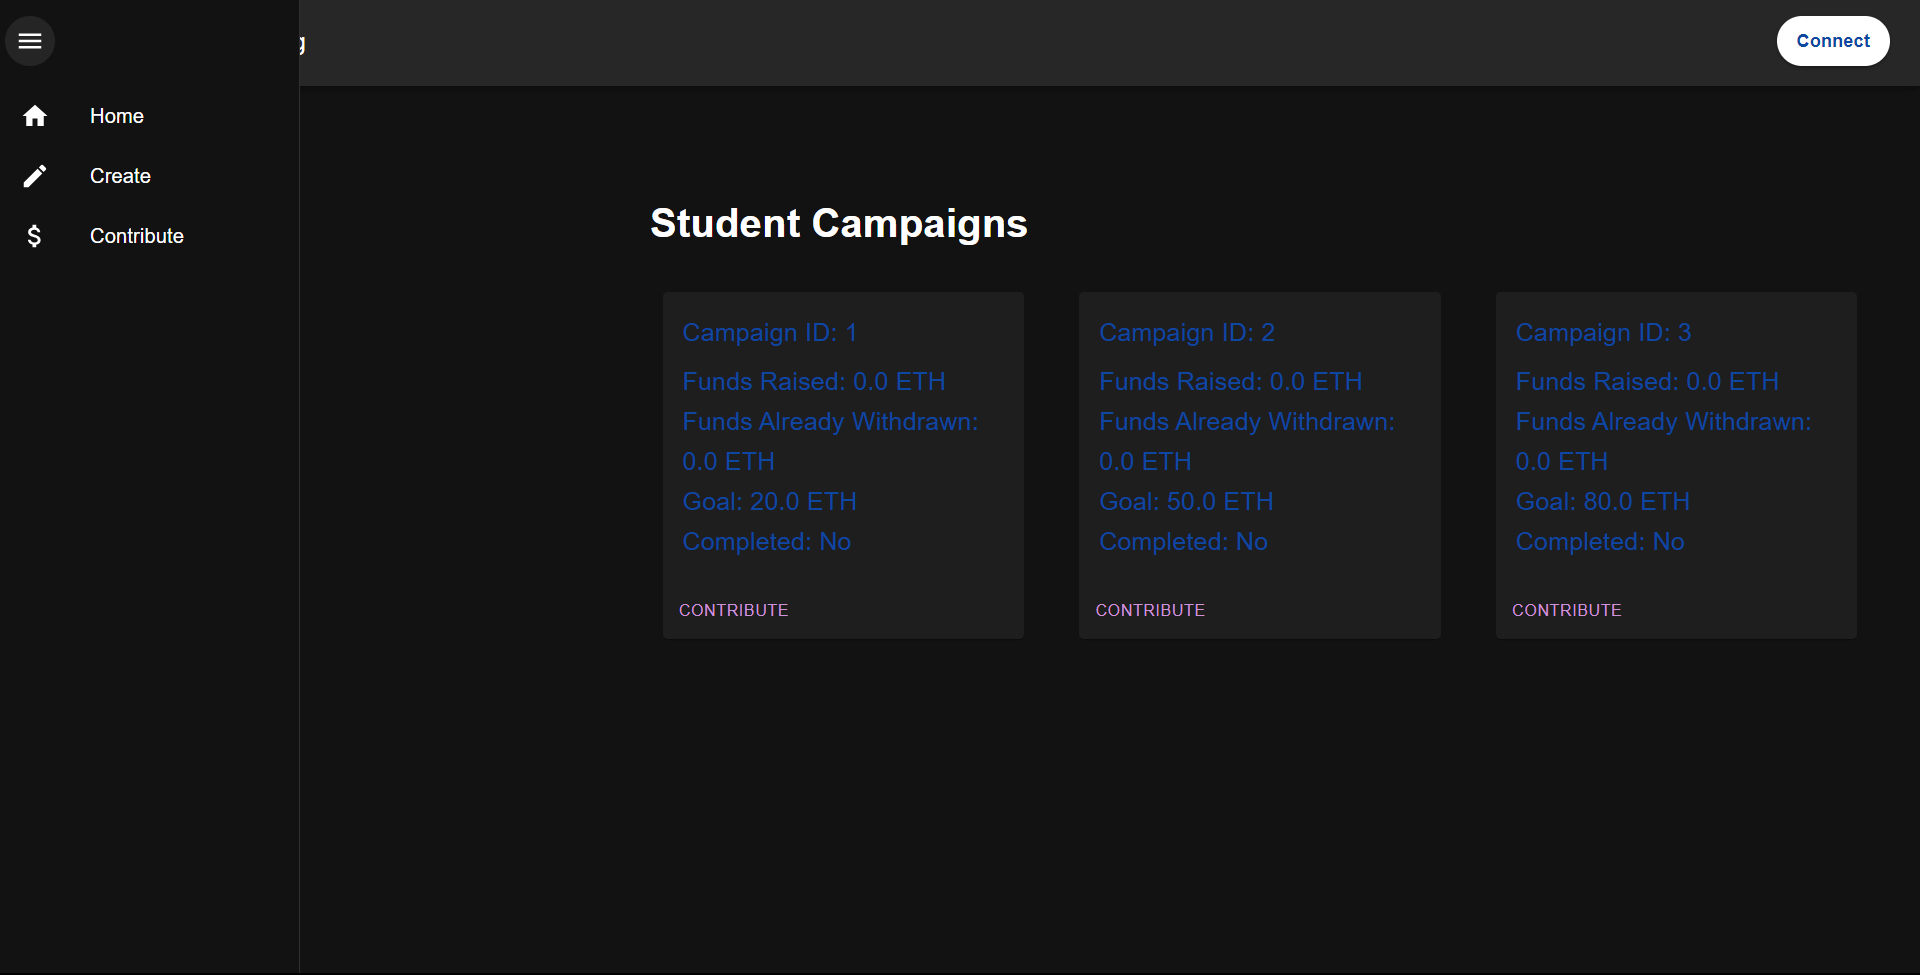 Connect
Home
Create
Contribute
Student Campaigns
Campaign ID: 1
Funds Raised: 0.0 ETH
Funds Already Withdrawn:
0.0 ETH
Goal: 20.0 ETH
Completed: No
CONTRIBUTE
Campaign ID: 2
Funds Raised: 0.0 ETH
Funds Already Withdrawn:
0.0 ETH
Goal: 50.0 ETH
Completed: No
CONTRIBUTE
Campaign ID: 3
Funds Raised: 0.0 ETH
Funds Already Withdrawn:
0.0 ETH
Goal: 80.0 ETH
Completed: No
CONTRIBUTE